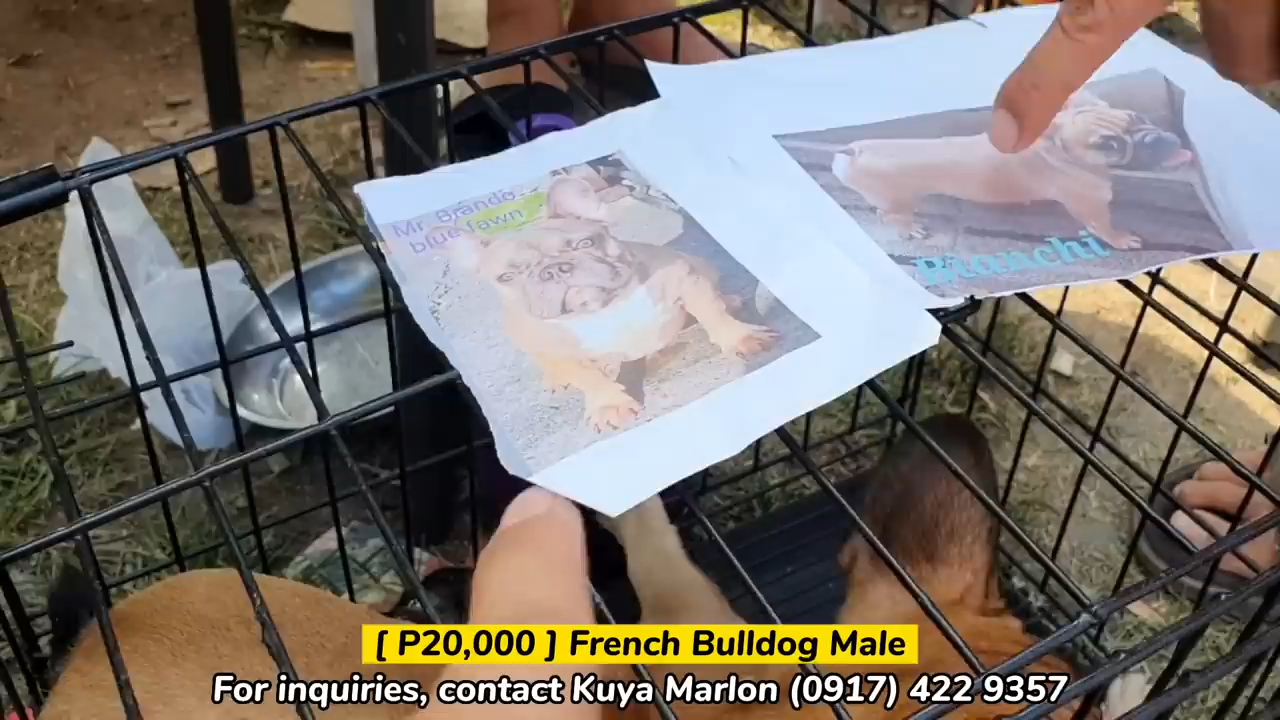 Mr. Brando
blue fawn
Bianchi
[ P20,000 ] French Bulldog Male
For inquiries, contact Kuya Marlon (0917) 422 9357